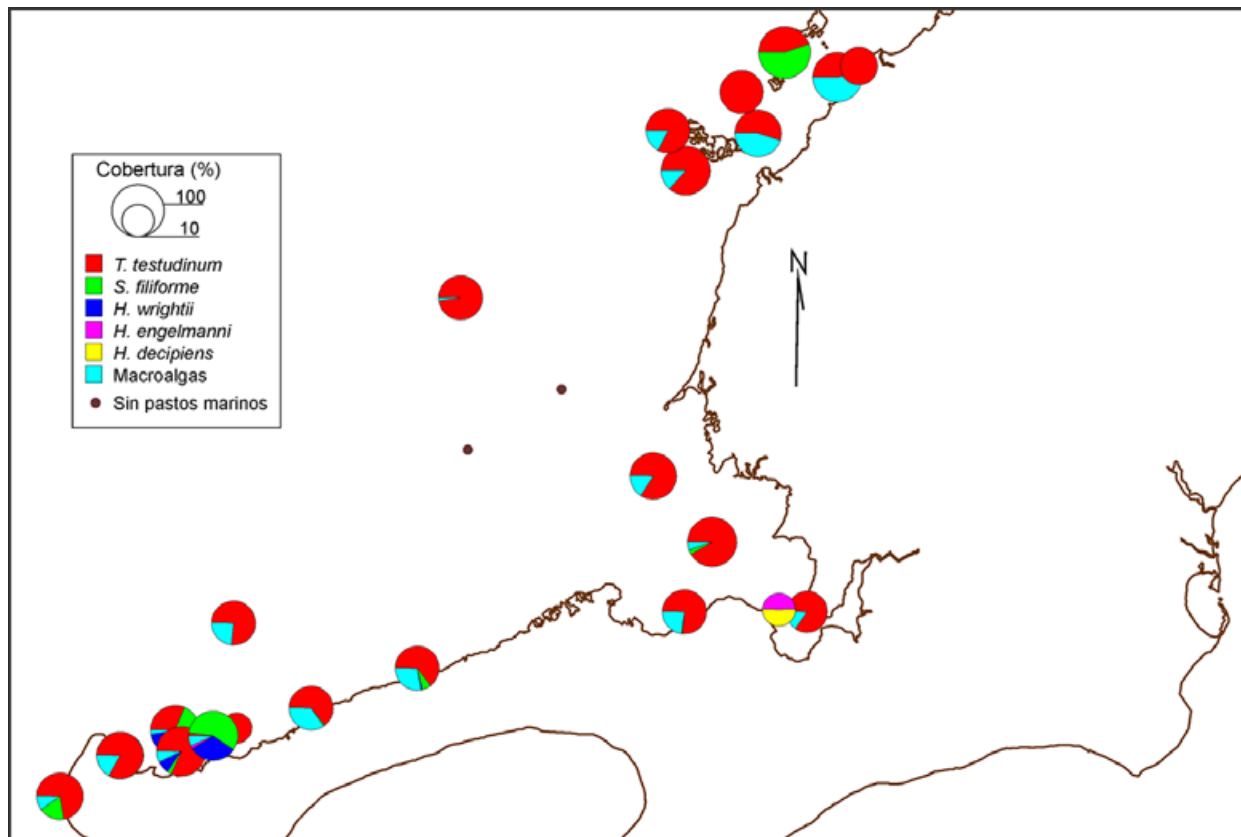 Cobertura (%)
100
10
T. testudinum
S. filiforme
H. wrightii
H. engelmanni
H. decipiens
Macroalgas
Sin pastos marinos
N